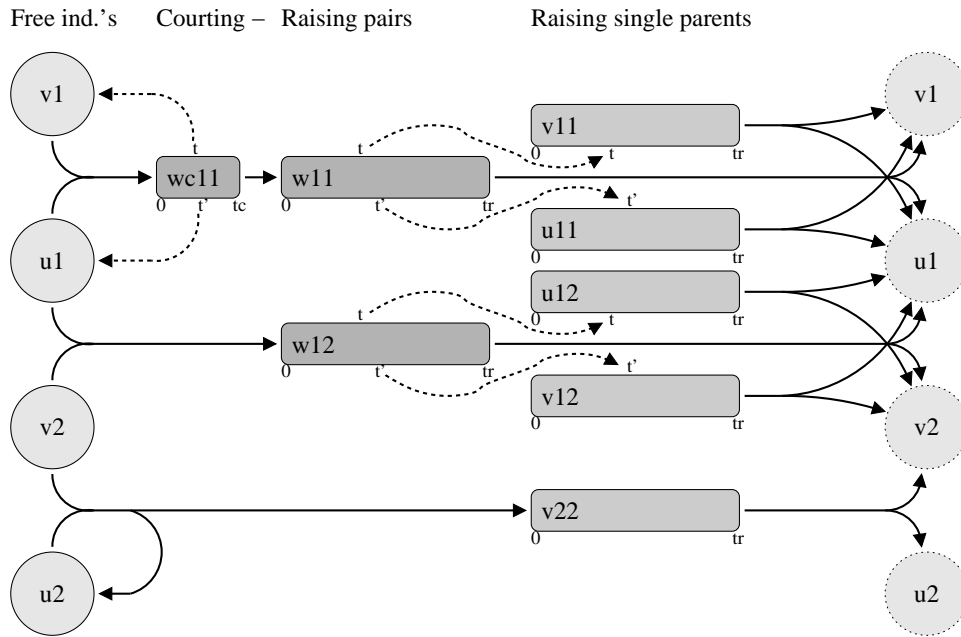 Free ind.'s Courting – Raising pairs Raising single parents
v1 v1
v11
t 0 t tr
t
wc11 w11
0 t' tc 0 t' tr t'
u11
u1 0 tr u1
u12
t 0 t tr
w12
0 t' tr t'
v12
v2 0 tr v2
v22
0 tr
u2 u2